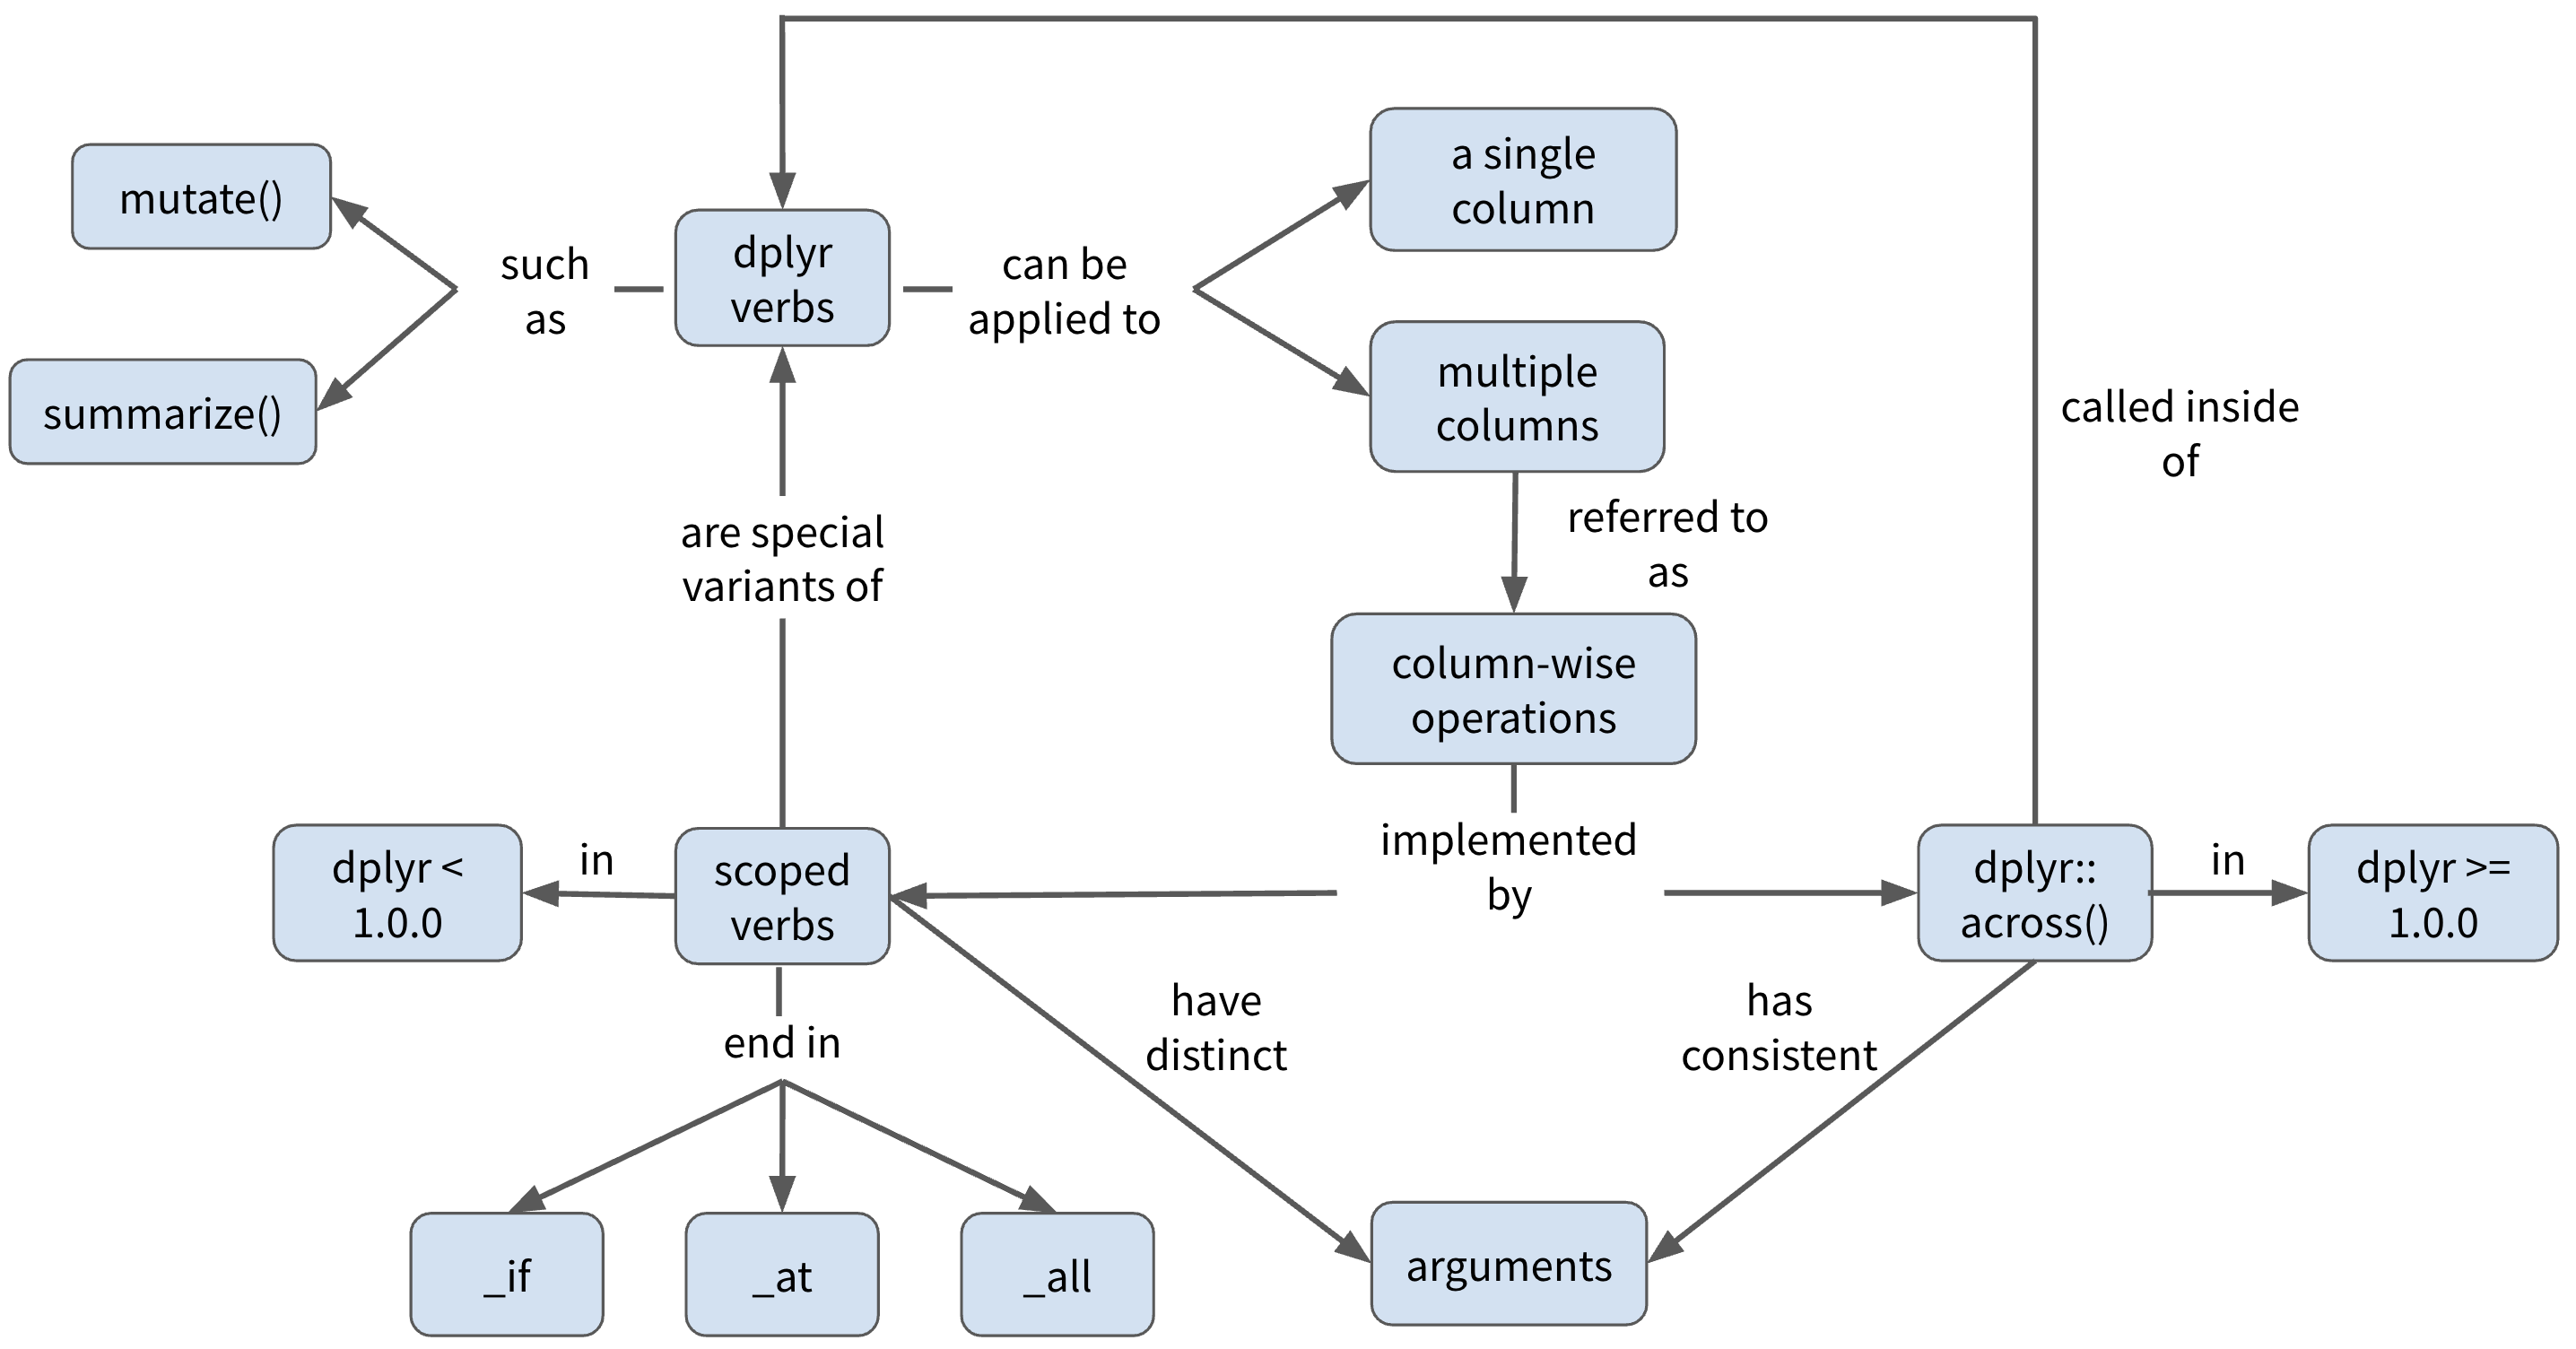 mutate()
summarize()
such
as
dplyr
verbs
can be
applied to
a single
column
multiple
columns
referred to
as
called inside
of
are special
variants of
column-wise
operations
implemented
by
dplyr <
1.0.0
in
scoped
verbs
dplyr::
across()
in
dplyr >=
1.0.0
end in
have
distinct
has
consistent
_if
_at
_all
arguments